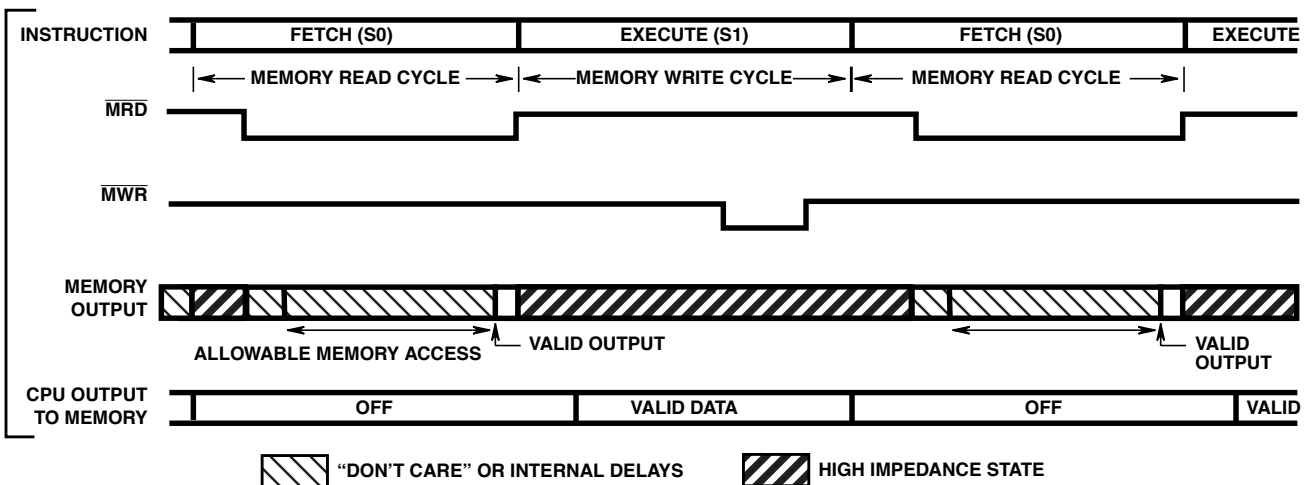 INSTRUCTION FETCH (S0) EXECUTE (S1) FETCH (S0) EXECUTE
MEMORY READ CYCLE MEMORY WRITE CYCLE MEMORY READ CYCLE
MRD
MWR
MEMORY
OUTPUT
ALLOWABLE MEMORY ACCESS
VALID OUTPUT
VALID
OUTPUT
CPU OUTPUT
TO MEMORY
OFF VALID DATA OFF VALID
“DON'T CARE” OR INTERNAL DELAYS HIGH IMPEDANCE STATE